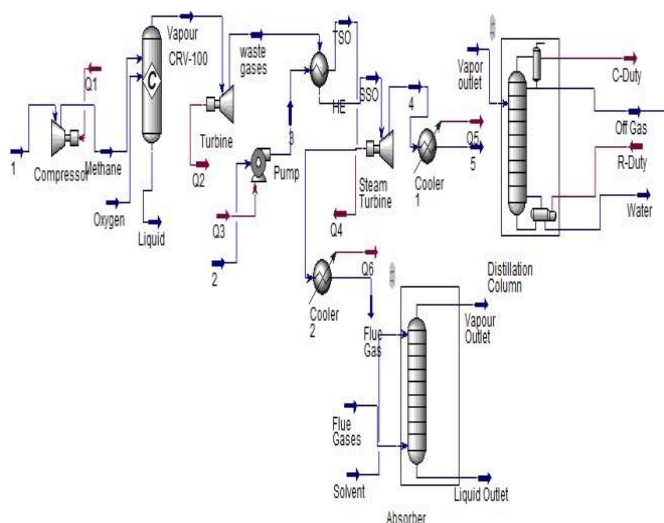 Vapour
CRV-100
Q1
1
Compressor
Methane
Oxygen
Liquid
waste
gases
Turbine
Q2
TSO
HE
3
Pump
Q3
2
SSO
4
Steam
Turbine
Q4
Cooler
1
Q5
5
Vapor
outlet
C-Duty
Off Gas
R-Duty
Water
Q6
Cooler
2
Flue
Gas
Distillation
Column
Vapour
Outlet
Flue
Gases
Solvent
Liquid Outlet
Absorber